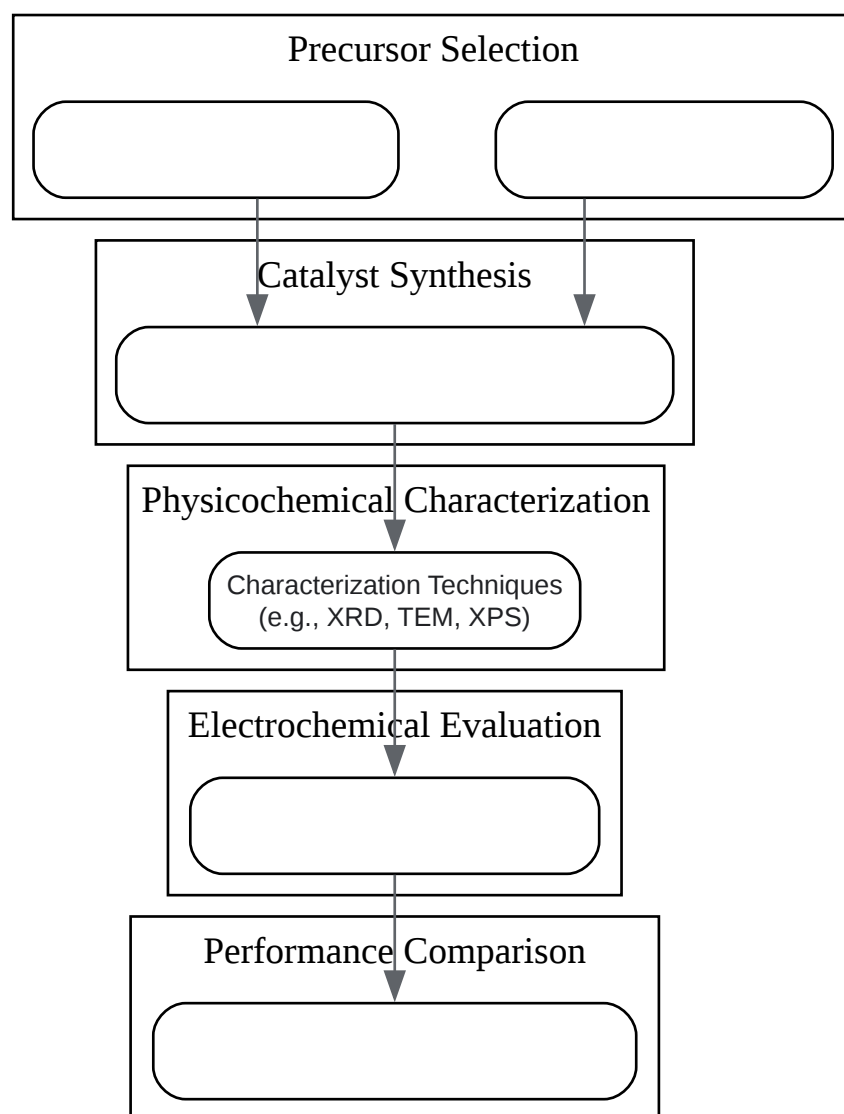 Precursor Selection
Catalyst Synthesis
Physicochemical Characterization
Characterization Techniques
(e.g., XRD, TEM, XPS)
Electrochemical Evaluation
Performance Comparison